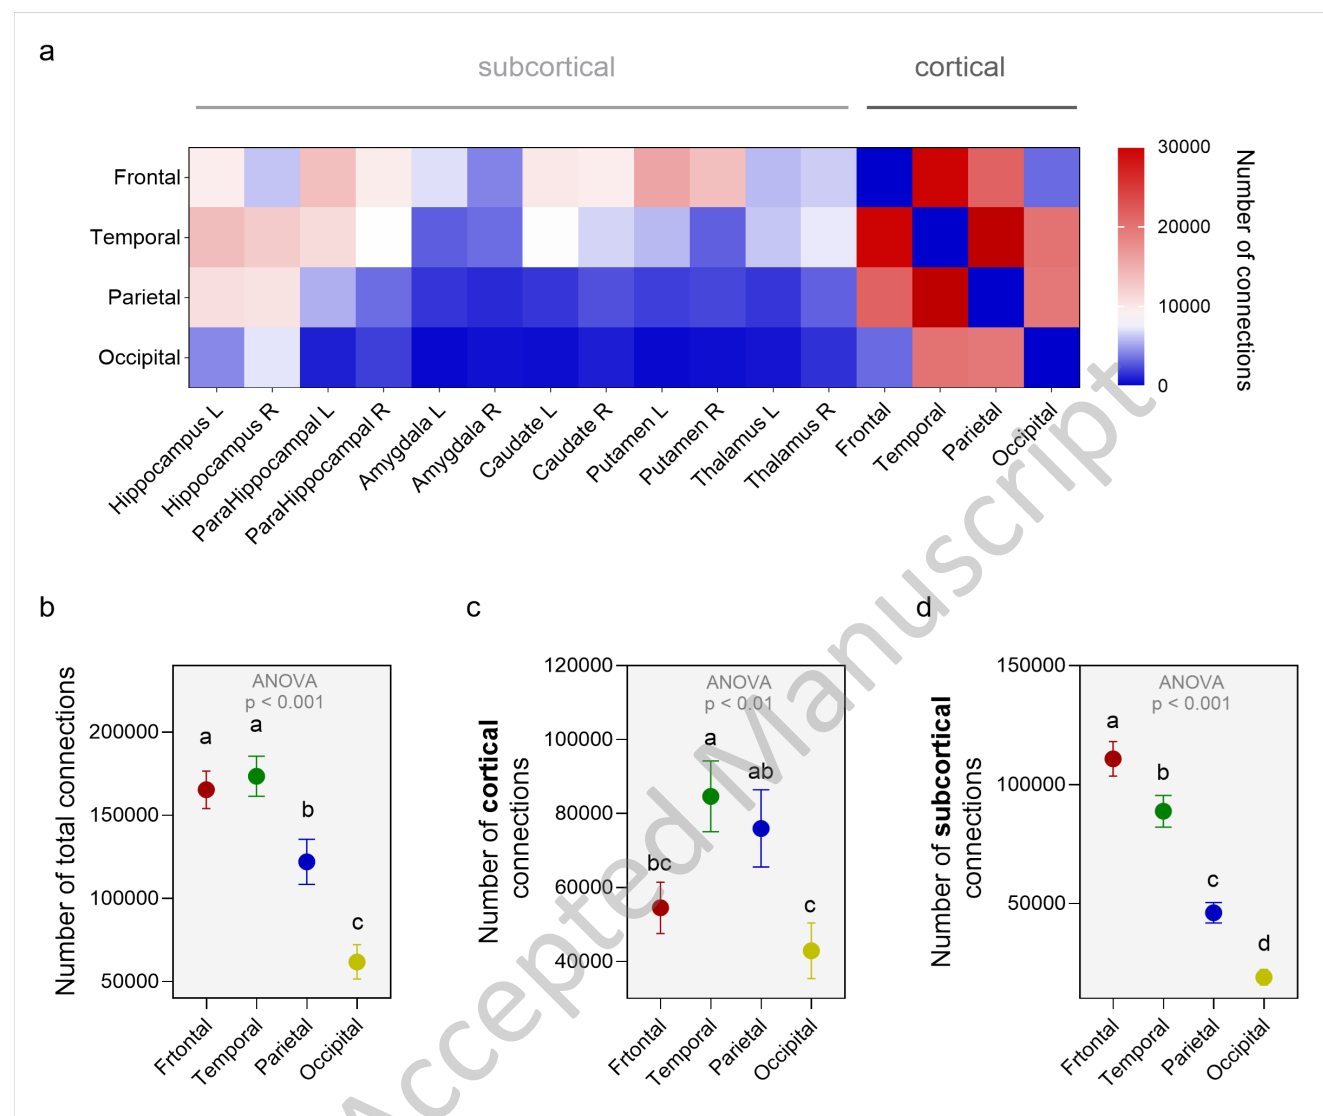 a
subcortical
cortical
Frontal
Temporal
Parietal
Occipital
30000
20000
10000
0
Number of connections
Hippocampus L
Hippocampus R
ParaHippocampal L
ParaHippocampal R
Amygdala L
Amygdala R
Caudate L
Caudate R
Putamen L
Putamen R
Thalamus L
Thalamus R
Frontal
Temporal
Parietal
Occipital
b
Number of total connections
200000
150000
100000
50000
ANOVA
p < 0.001
a
a
b
c
Frtontal
Temporal
Parietal
Occipital
c
Number of cortical
connections
120000
100000
80000
60000
40000
ANOVA
p < 0.01
bc
a
ab
c
Frtontal
Temporal
Parietal
Occipital
d
Number of subcortical
connections
150000
100000
50000
ANOVA
p < 0.001
a
b
c
d
Frtontal
Temporal
Parietal
Occipital
Accepted Manuscript